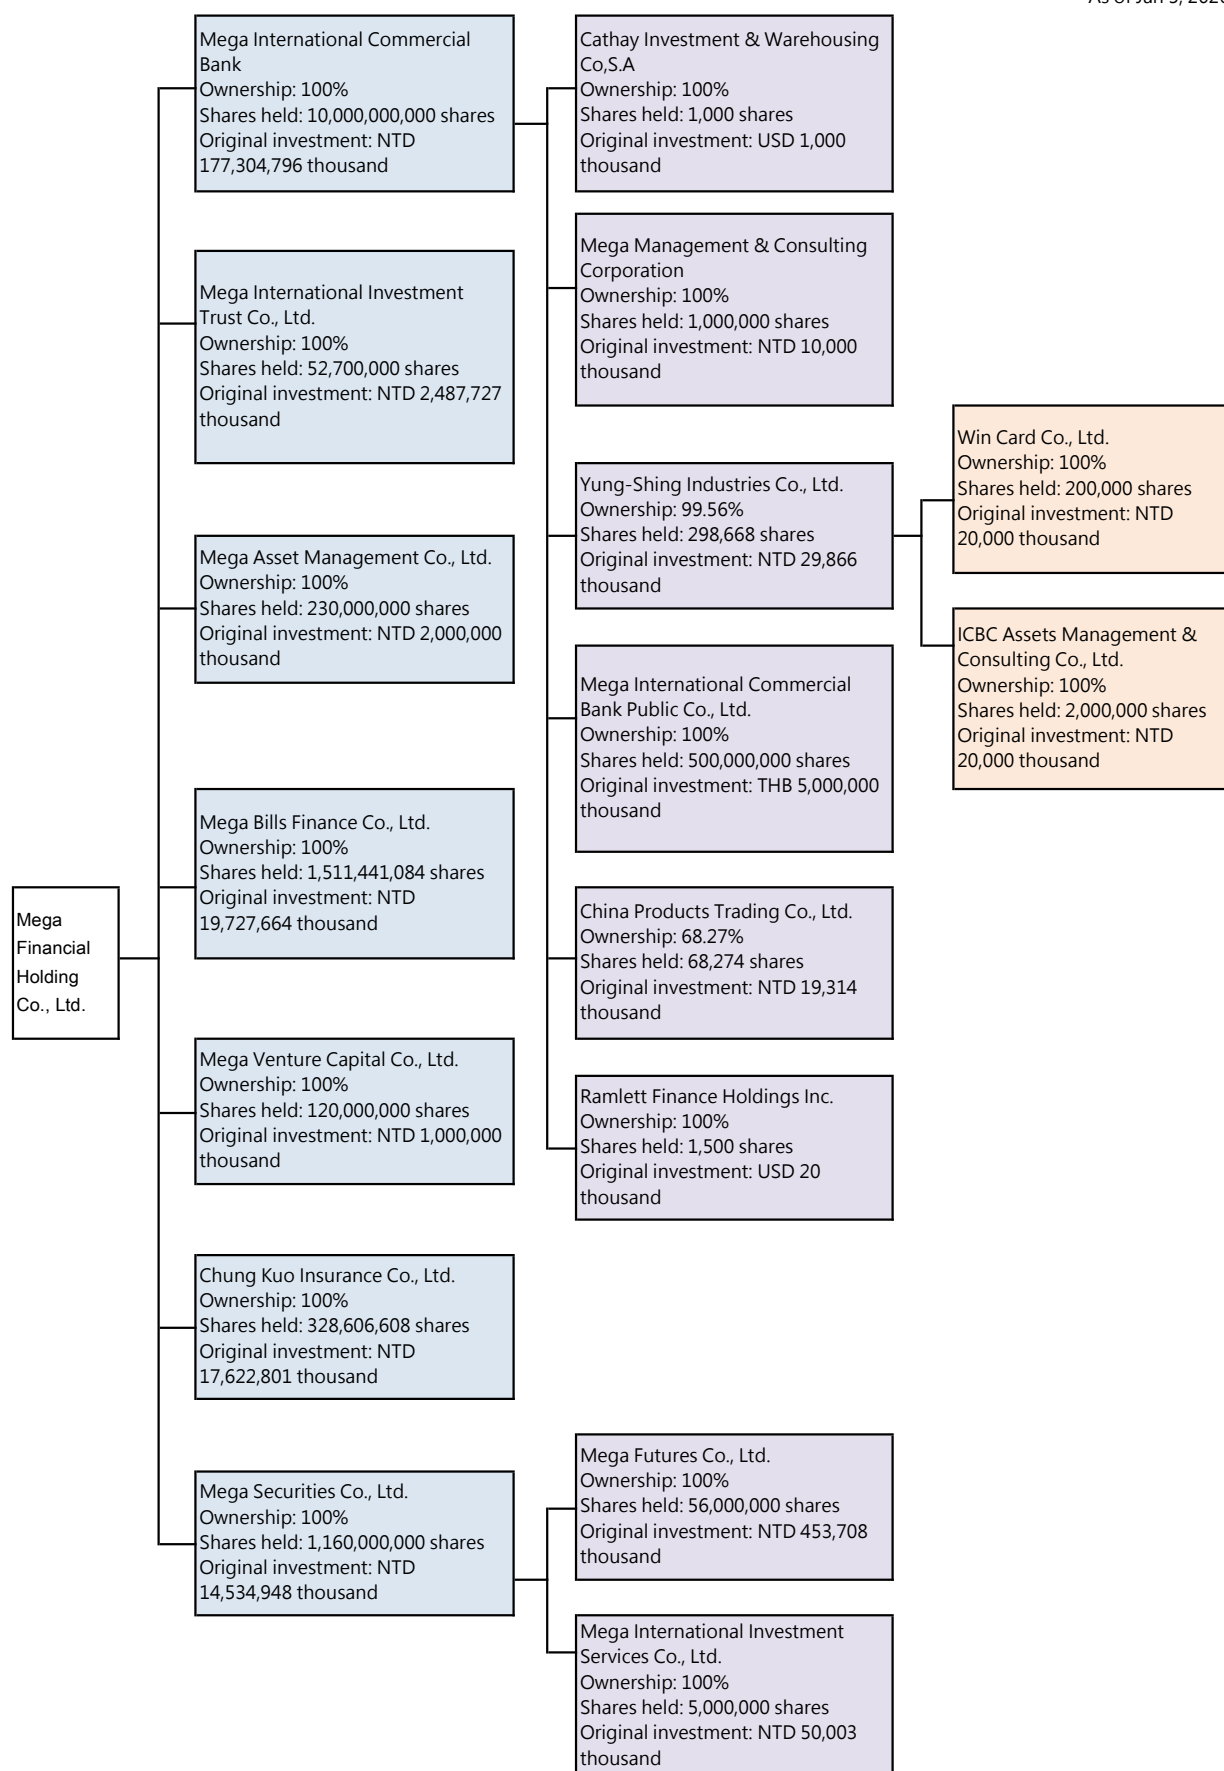 Mega International Commercial
Bank
Ownership: 100%
Shares held: 10,000,000,000 shares
Original investment: NTD
177,304,796 thousand
Cathay Investment & Warehousing
Co,S.A
Ownership: 100%
Shares held: 1,000 shares
Original investment: USD 1,000
thousand
Mega Management & Consulting
Corporation
Ownership: 100%
Shares held: 1,000,000 shares
Original investment: NTD 10,000
thousand
Mega International Investment
Trust Co., Ltd.
Ownership: 100%
Shares held: 52,700,000 shares
Original investment: NTD 2,487,727
thousand
Win Card Co., Ltd.
Ownership: 100%
Shares held: 200,000 shares
Original investment: NTD
20,000 thousand
Yung-Shing Industries Co., Ltd.
Ownership: 99.56%
Shares held: 298,668 shares
Original investment: NTD 29,866
thousand
Mega Asset Management Co., Ltd.
Ownership: 100%
Shares held: 230,000,000 shares
Original investment: NTD 2,000,000
thousand
ICBC Assets Management &
Consulting Co., Ltd.
Ownership: 100%
Shares held: 2,000,000 shares
Original investment: NTD
20,000 thousand
Mega International Commercial
Bank Public Co., Ltd.
Ownership: 100%
Shares held: 500,000,000 shares
Original investment: THB 5,000,000
thousand
Mega Bills Finance Co., Ltd.
Ownership: 100%
Shares held: 1,511,441,084 shares
Original investment: NTD
19,727,664 thousand
Mega
Financial
Holding
Co., Ltd.
China Products Trading Co., Ltd.
Ownership: 68.27%
Shares held: 68,274 shares
Original investment: NTD 19,314
thousand
Mega Venture Capital Co., Ltd.
Ownership: 100%
Shares held: 120,000,000 shares
Original investment: NTD 1,000,000
thousand
Ramlett Finance Holdings Inc.
Ownership: 100%
Shares held: 1,500 shares
Original investment: USD 20
thousand
Chung Kuo Insurance Co., Ltd.
Ownership: 100%
Shares held: 328,606,608 shares
Original investment: NTD
17,622,801 thousand
Mega Securities Co., Ltd.
Ownership: 100%
Shares held: 1,160,000,000 shares
Original investment: NTD
14,534,948 thousand
Mega Futures Co., Ltd.
Ownership: 100%
Shares held: 56,000,000 shares
Original investment: NTD 453,708
thousand
Mega International Investment
Services Co., Ltd.
Ownership: 100%
Shares held: 5,000,000 shares
Original investment: NTD 50,003
thousand